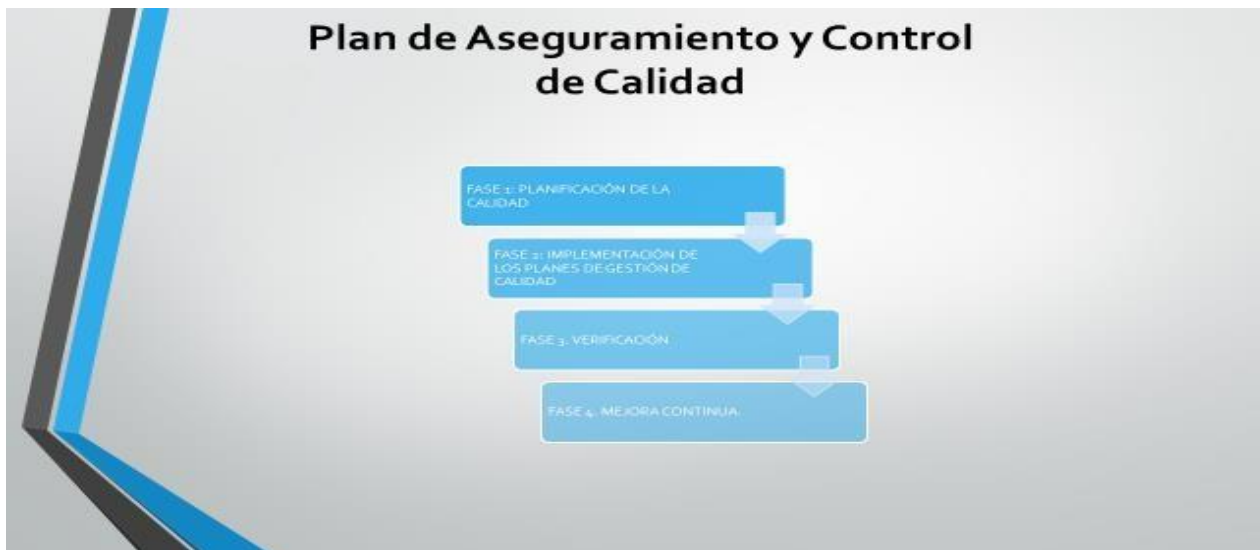 Plan de Aseguramiento y Control
de Calidad
FASE 1: PLANIFICACIÓN DE LA
CALIDAD
FASE 2: IMPLEMENTACIÓN DE
LOS PLANES DE GESTIÓN DE
CALIDAD
FASE 3. VERIFICACIÓN
FASE 4. MEJORA CONTINUA.